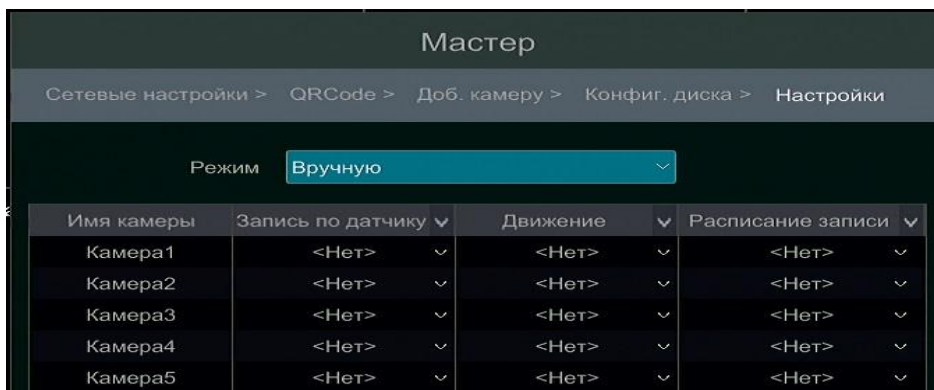 Мастер
Сетевые настройки > QRCode > Доб. камеру > Конфиг. диска > Настройки
Режим Вручную
Имя камеры Запись по датчику Движение Расписание записи
Камера1 <Нет> <Нет> <Нет>
Камера2 <Нет> <Нет> <Нет>
Камера3 <Нет> <Нет> <Нет>
Камера4 <Нет> <Нет> <Нет>
Камера5 <Нет> <Нет> <Нет>